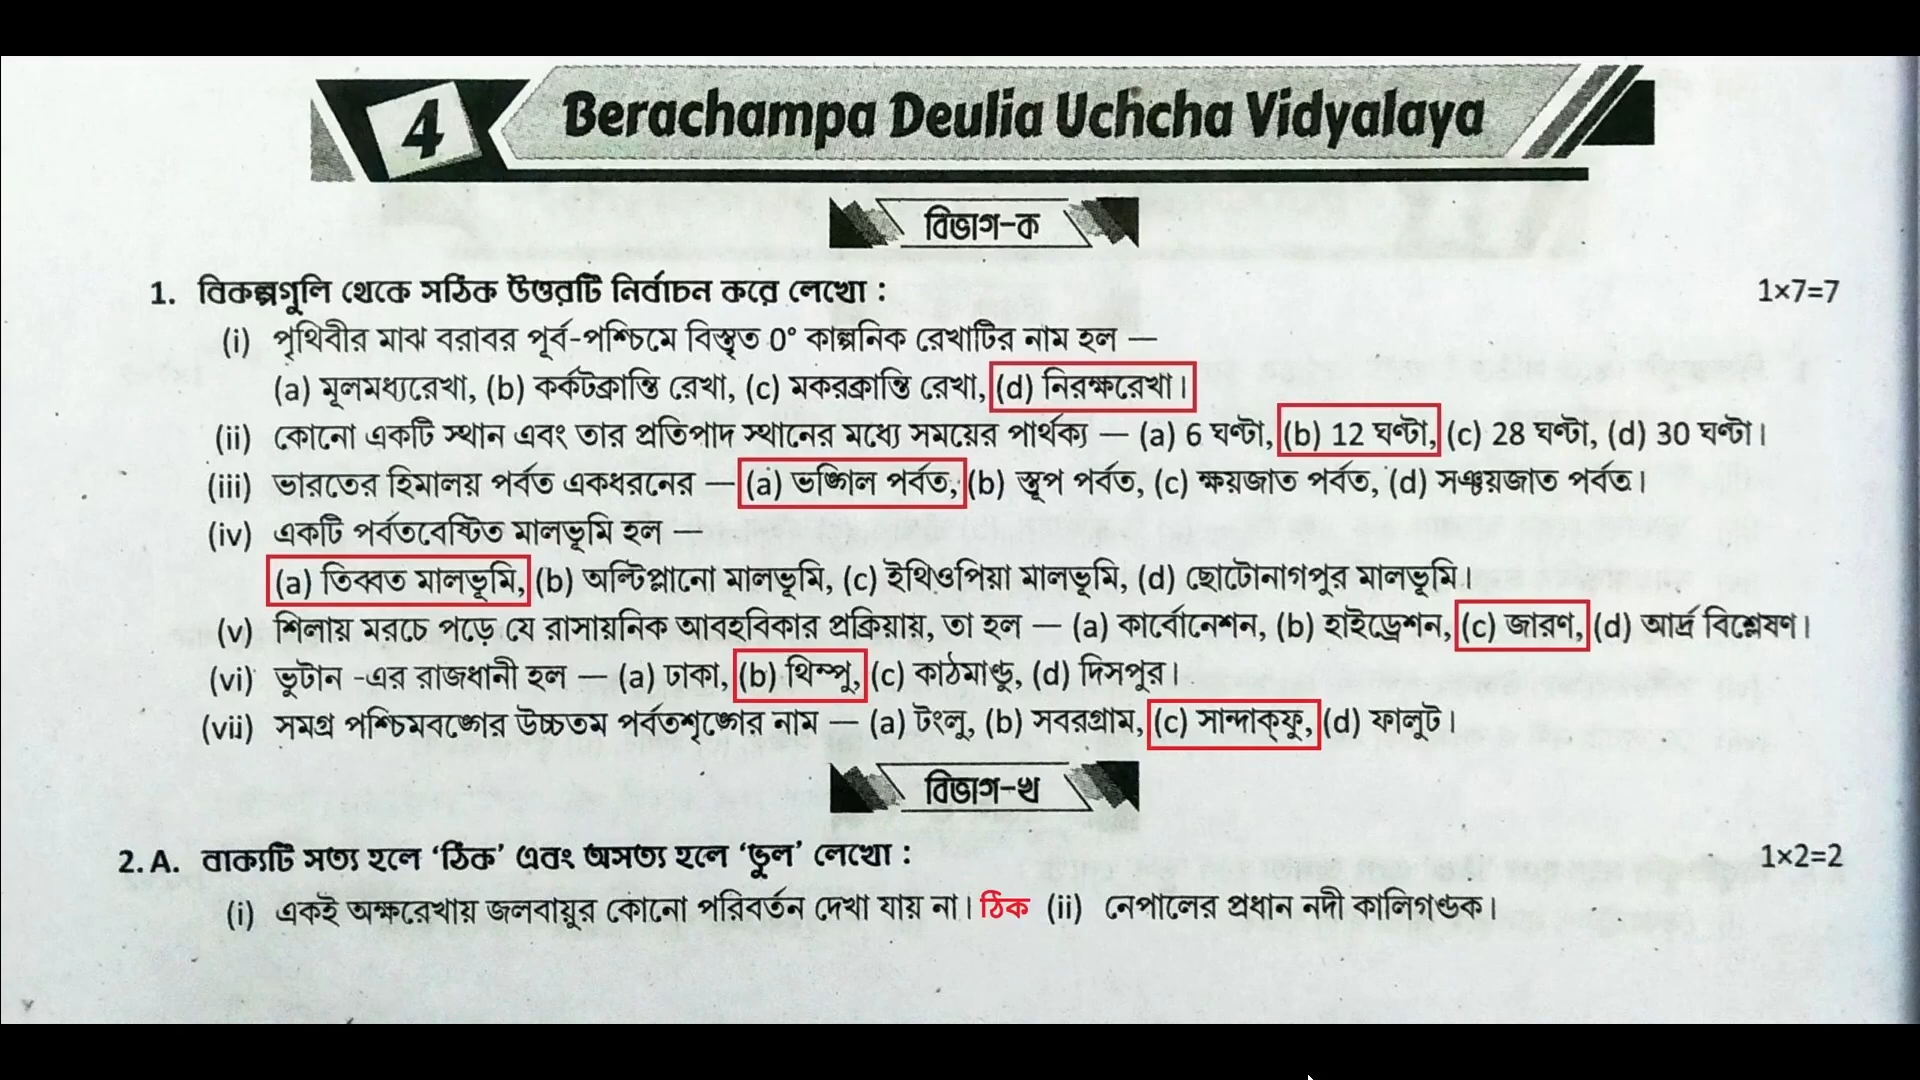 4 Berachampa Deulia Uchcha Vidyalaya
বিভাগ-ক
1. বিকল্পগুলি থেকে সঠিক উত্তরটি নির্বাচন করে লেখো : 1×7=7
(i) পৃথিবীর মাঝ বরাবর পূর্ব-পশ্চিমে বিস্তৃত 0° কাল্পনিক রেখাটির নাম হল —
(a) মূলমধ্যরেখা, (b) কর্কটক্রান্তি রেখা, (c) মকরক্রান্তি রেখা, (d) নিরক্ষরেখা।
(ii) কোনো একটি স্থান এবং তার প্রতিপাদ স্থানের মধ্যে সময়ের পার্থক্য — (a) 6 ঘণ্টা, (b) 12 ঘণ্টা, (c) 28 ঘণ্টা, (d) 30 ঘণ্টা।
(iii) ভারতের হিমালয় পর্বত একধরনের — (a) ভঙ্গিল পর্বত, (b) স্তূপ পর্বত, (c) ক্ষয়জাত পর্বত, (d) সঞ্চয়জাত পর্বত।
(iv) একটি পর্বতবেষ্টিত মালভূমি হল —
(a) তিব্বত মালভূমি, (b) অল্টিপ্লানো মালভূমি, (c) ইথিওপিয়া মালভূমি, (d) ছোটোনাগপুর মালভূমি।
(v) শিলায় মরচে পড়ে যে রাসায়নিক আবহবিকার প্রক্রিয়ায়, তা হল — (a) কার্বোনেশন, (b) হাইড্রেশন, (c) জারণ, (d) আর্দ্র বিশ্লেষণ।
(vi) ভুটান -এর রাজধানী হল — (a) ঢাকা, (b) থিম্পু, (c) কাঠমাণ্ডু, (d) দিসপুর।
(vii) সমগ্র পশ্চিমবঙ্গের উচ্চতম পর্বতশৃঙ্গের নাম — (a) টংলু, (b) সবরগ্রাম, (c) সান্দাক্‌ফু, (d) ফালুট।
বিভাগ-খ
2. A. বাক্যটি সত্য হলে ‘ঠিক’ এবং অসত্য হলে ‘ভুল’ লেখো : 1×2=2
(i) একই অক্ষরেখায় জলবায়ুর কোনো পরিবর্তন দেখা যায় না। ঠিক (ii) নেপালের প্রধান নদী কালিগণ্ডক।